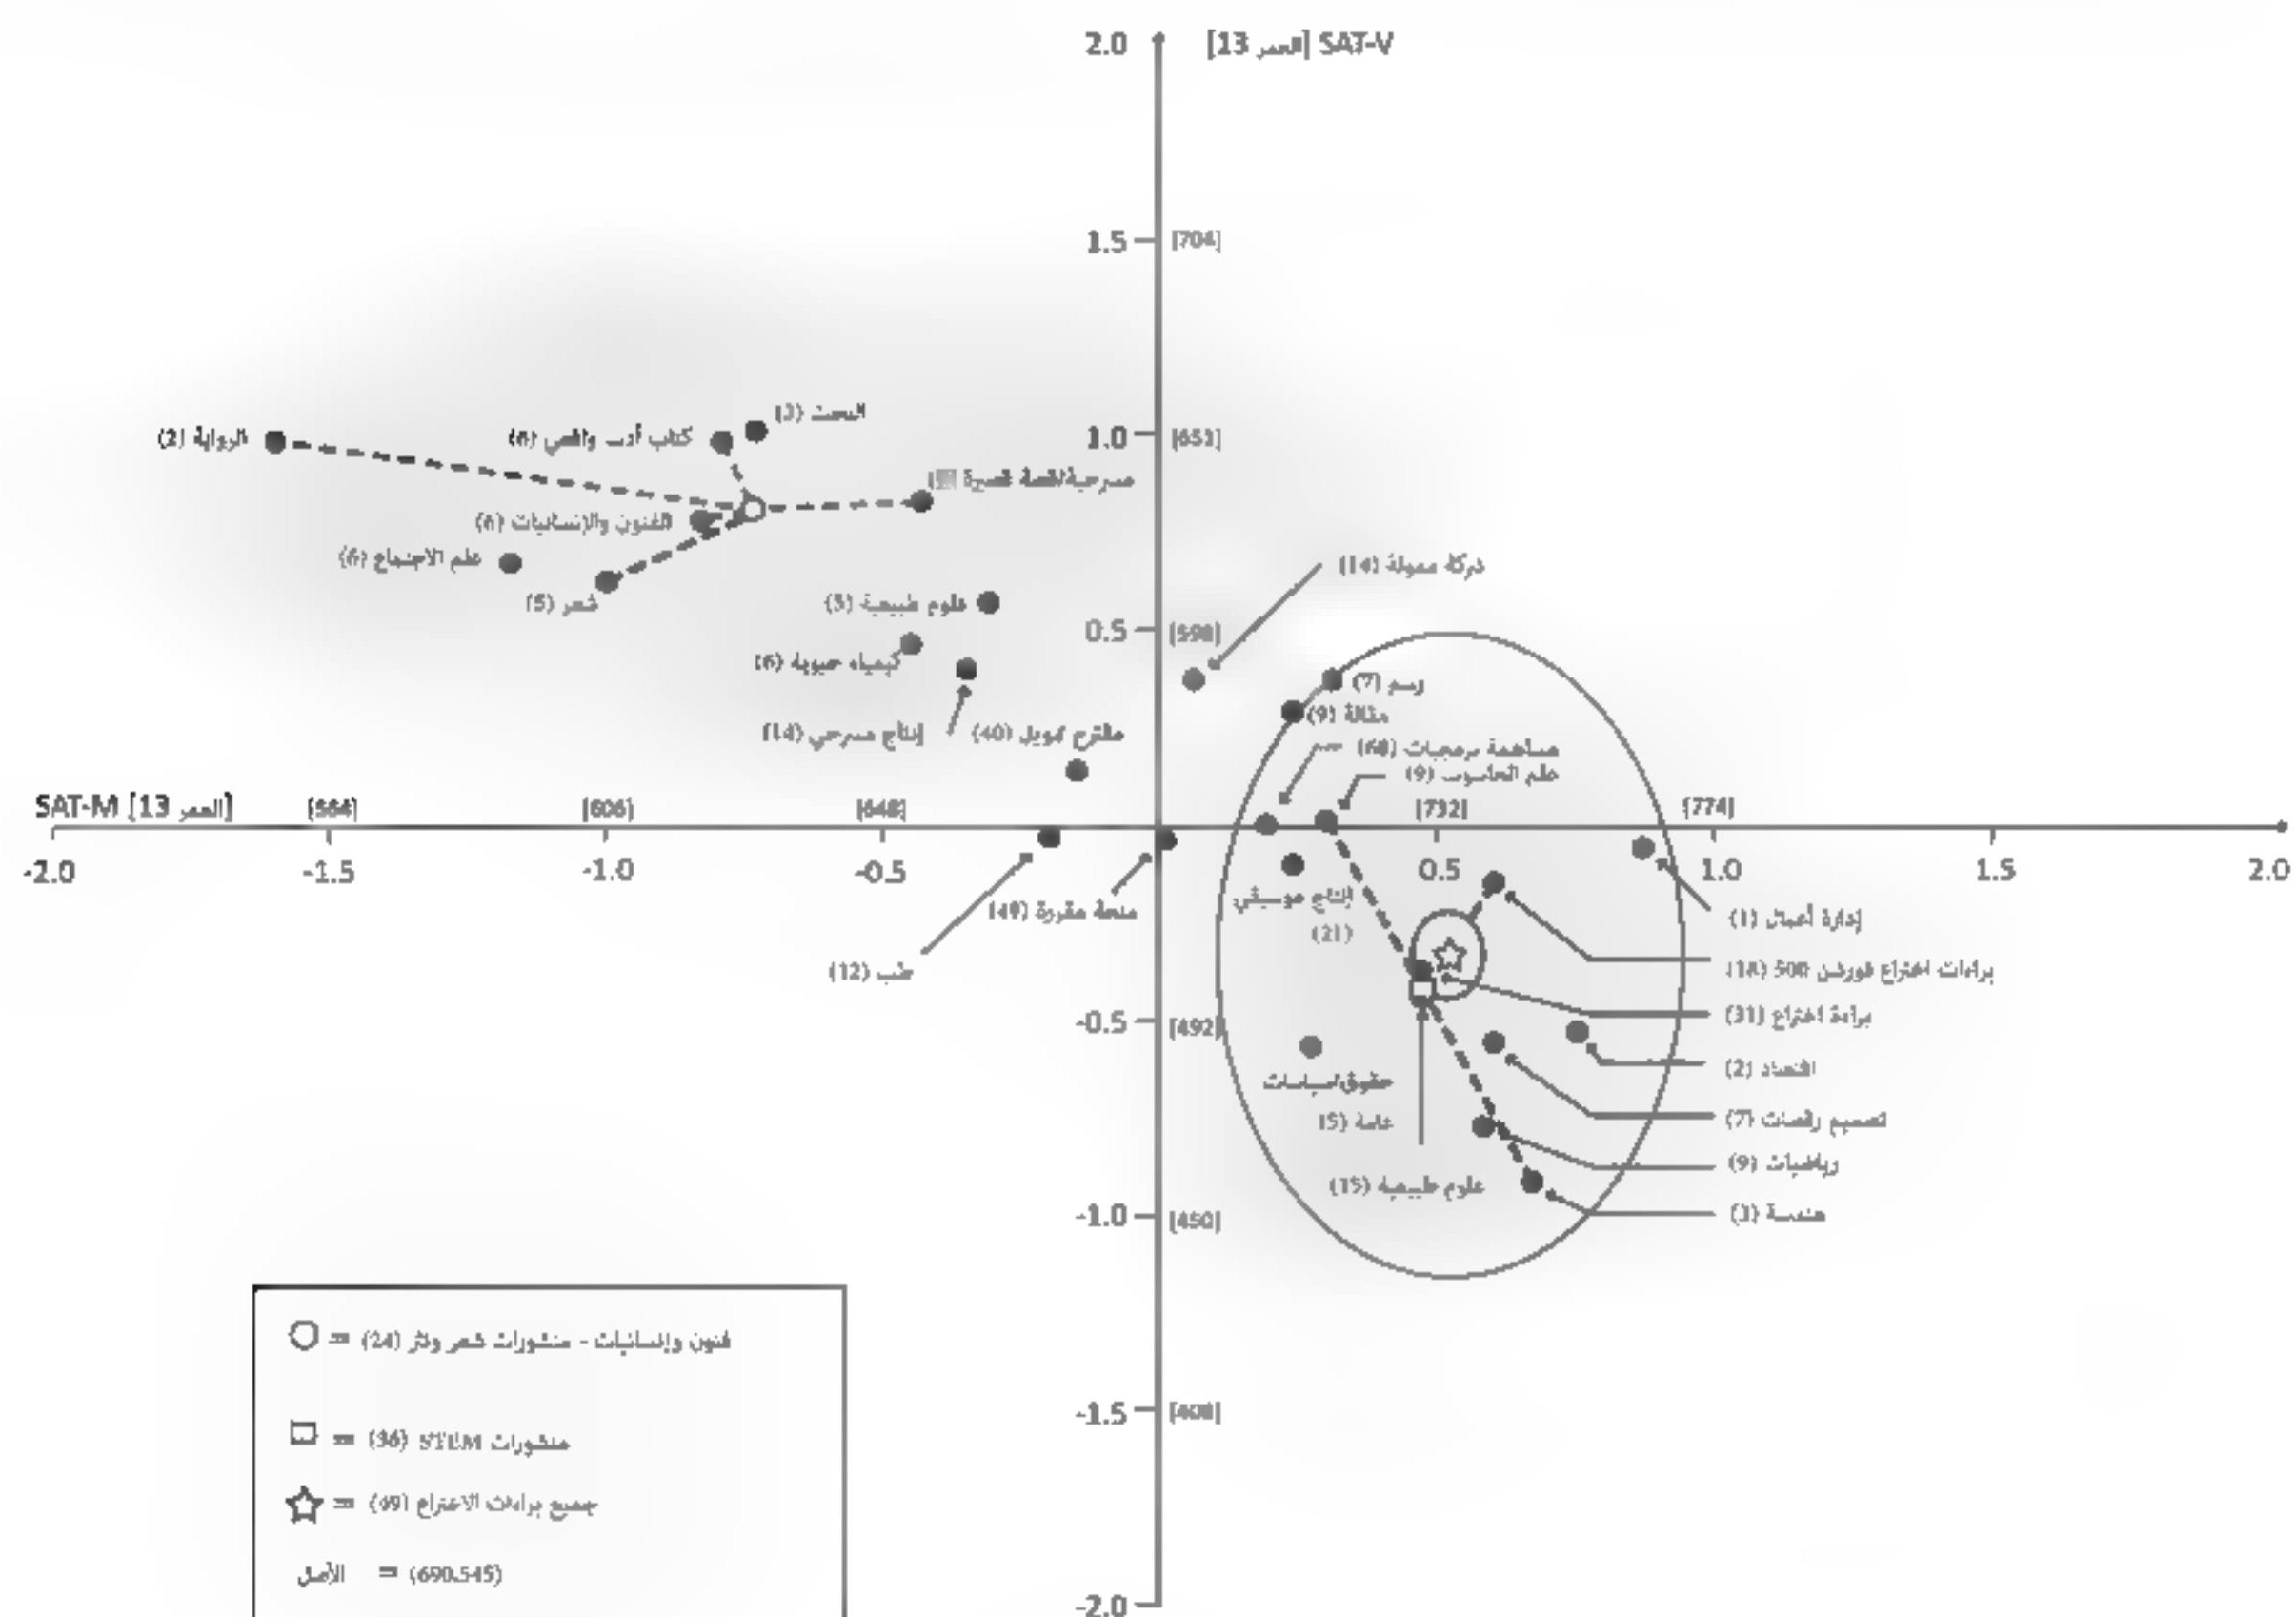 2.0
SAT-V [العمر 13]
1.5
[704]
البحث (3)
الرواية (2)
كتاب أدب واقعي (6)
1.0
[651]
مسرحية/قصة قصيرة
الفنون والإنسانيات (6)
علم الاجتماع (6)
شركة ممولة (14)
شعر (5)
علوم طبيعية (5)
0.5
[598]
كيمياء حيوية (6)
رسم (7)
مقالة (9)
إنتاج مسرحي (14)
مقترح تمويل (40)
مساهمة برمجيات (68)
علم الحاسوب (9)
SAT-M [العمر 13]
[564]
[606]
[648]
[732]
[774]
-2.0
-1.5
-1.0
-0.5
0.5
1.0
1.5
2.0
إنتاج موسيقي
(21)
منحة مقررة (49)
إدارة أعمال (1)
طب (12)
براءات اختراع فورتشن 500 (18)
براءة اختراع (31)
-0.5
[492]
اقتصاد (2)
حقوق/سياسات
عامة (5)
تصميم رقصات (7)
رياضيات (9)
علوم طبيعية (15)
-1.0
[450]
هندسة (3)
فنون وإنسانيات - منشورات شعر ونثر (24) =
-1.5
[408]
منشورات STEM (36) =
جميع براءات الاختراع (49) =
الأصل = (690.545)
-2.0